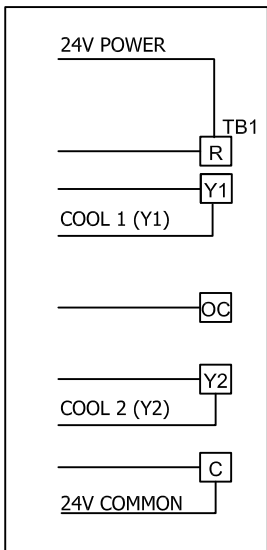 24V POWER
TB1
R
Y1
COOL 1 (Y1)
OC
Y2
COOL 2 (Y2)
C
24V COMMON